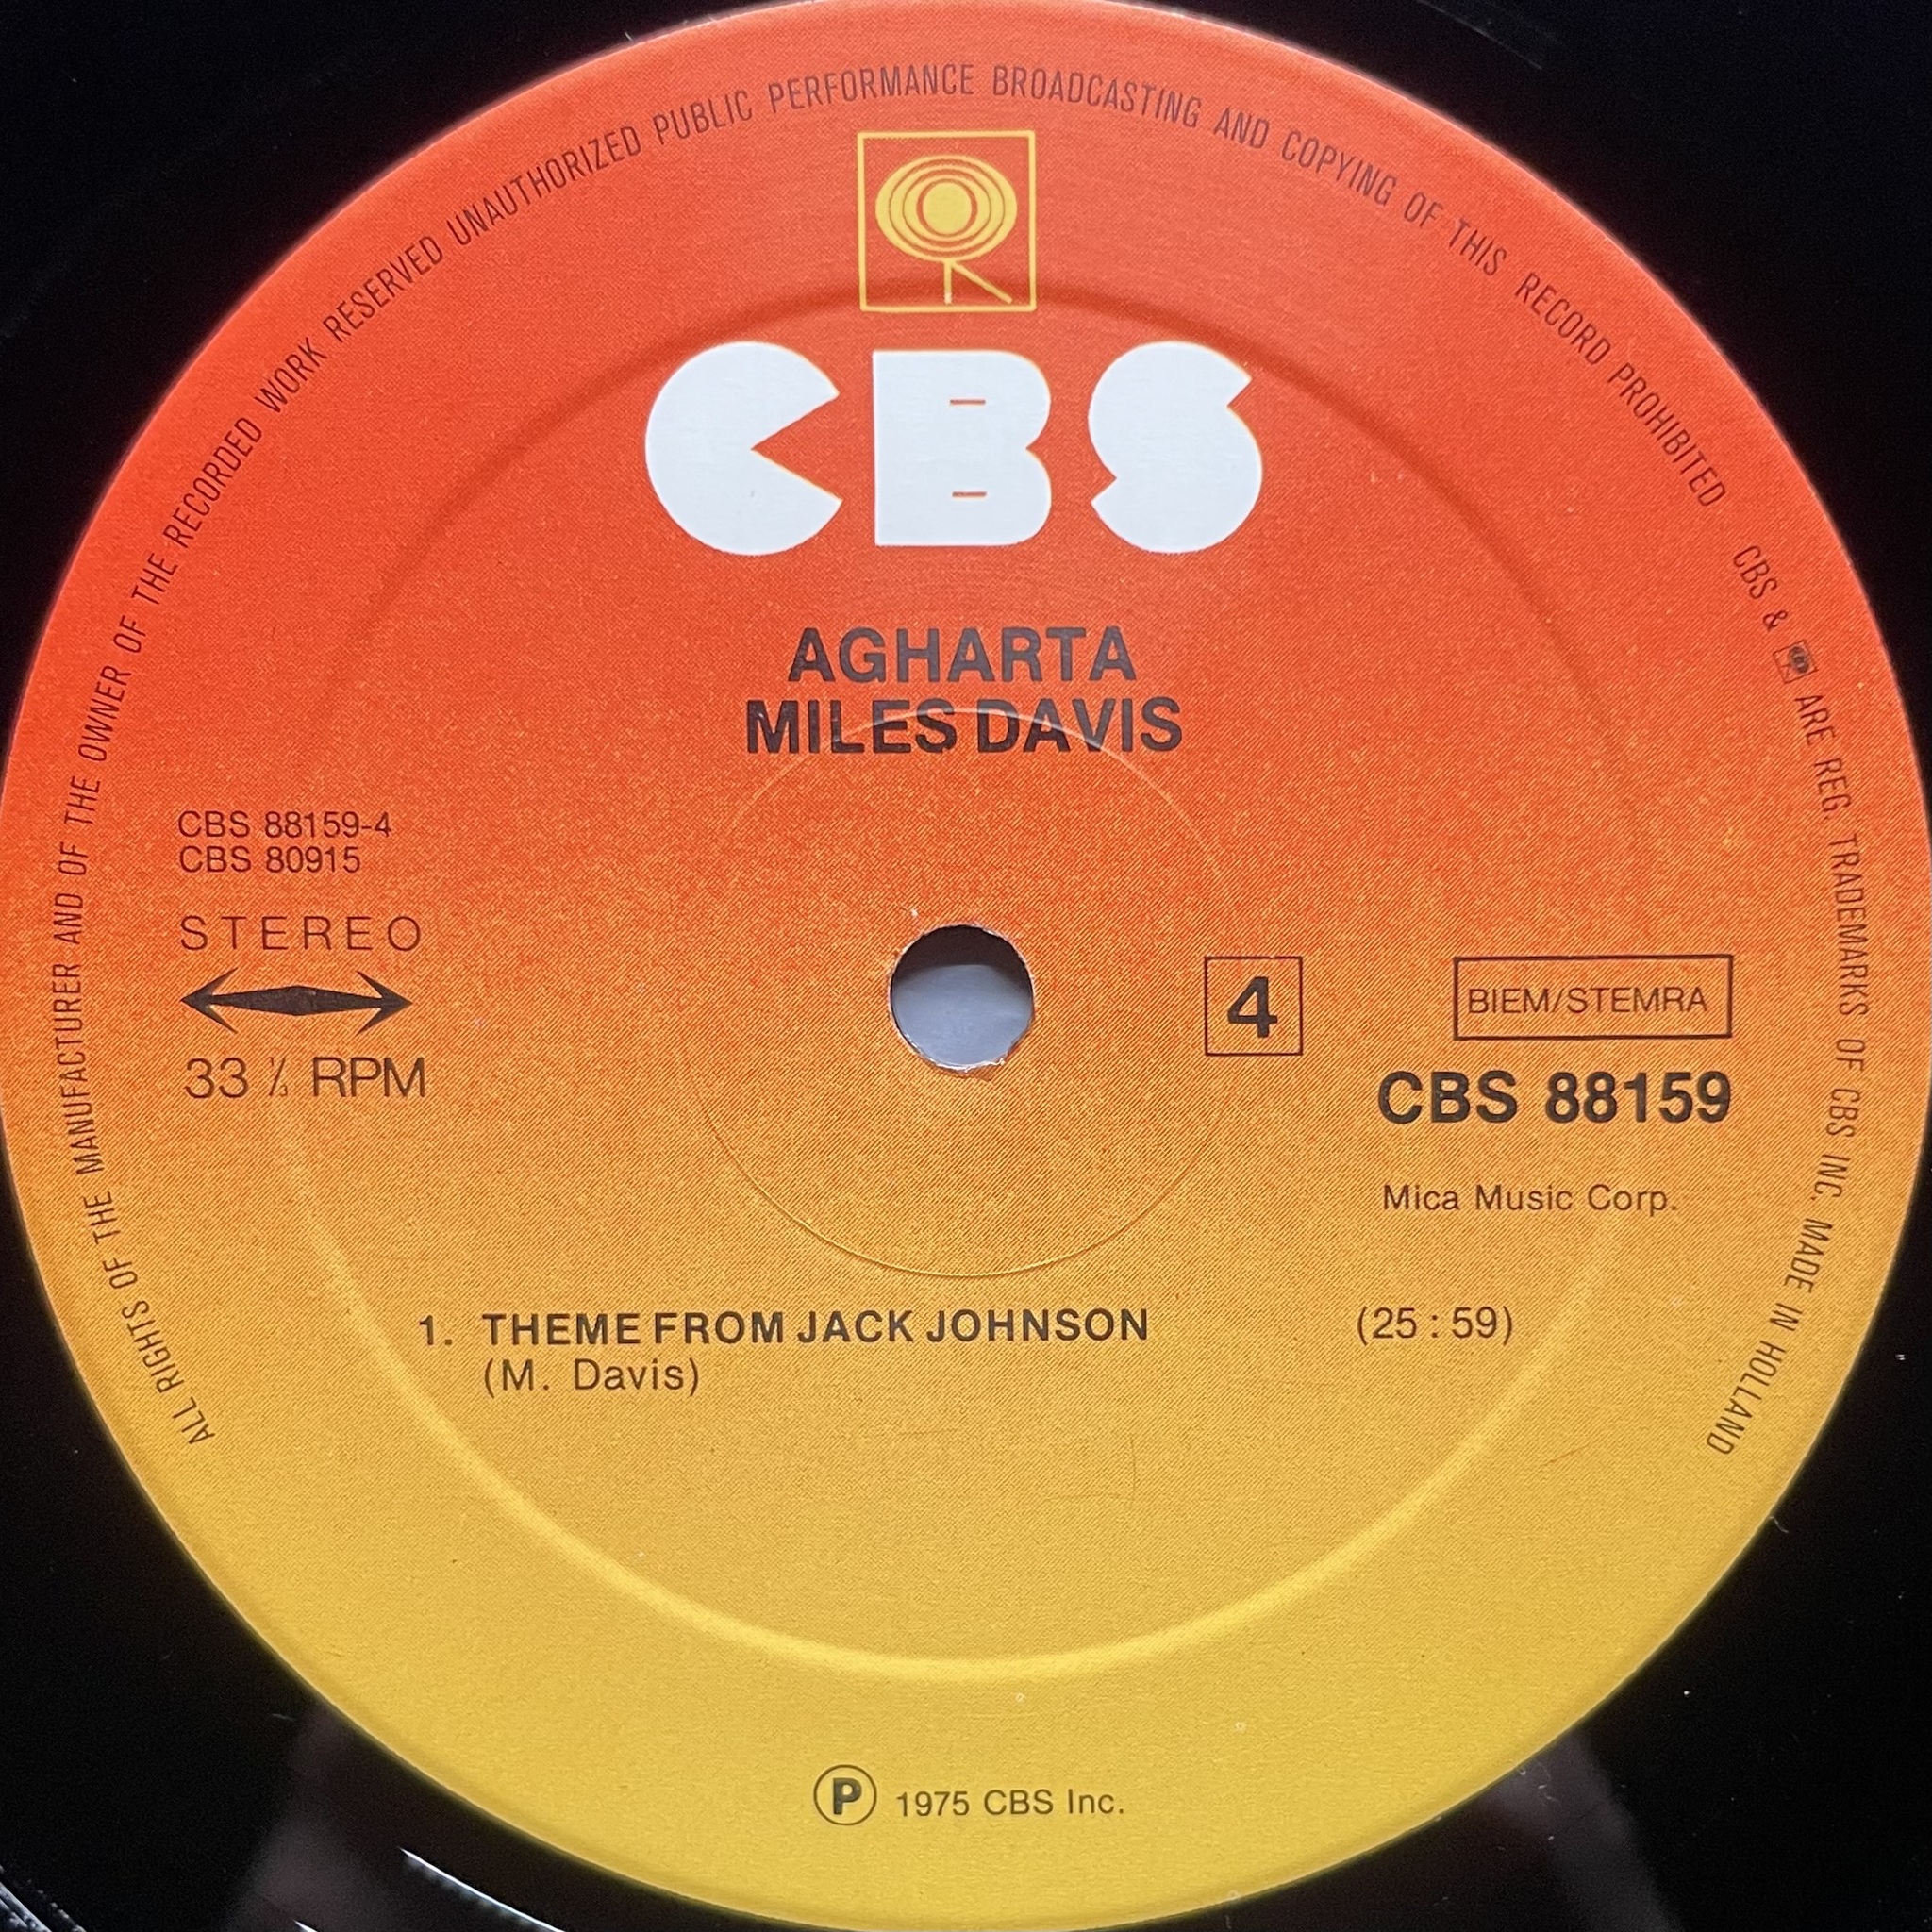 ALL RIGHTS OF THE MANUFACTURER AND OF THE OWNER OF THE RECORDED WORK RESERVED UNAUTHORIZED PUBLIC PERFORMANCE BROADCASTING AND COPYING OF THIS RECORD PROHIBITED CBS & ARE REG. TRADEMARKS OF CBS INC. MADE IN HOLLAND
CBS
AGHARTA
MILES DAVIS
CBS 88159-4
CBS 80915
STEREO
33 ⅓ RPM
4
BIEM/STEMRA
CBS 88159
Mica Music Corp.
1. THEME FROM JACK JOHNSON (25 : 59)
(M. Davis)
Ⓟ 1975 CBS Inc.